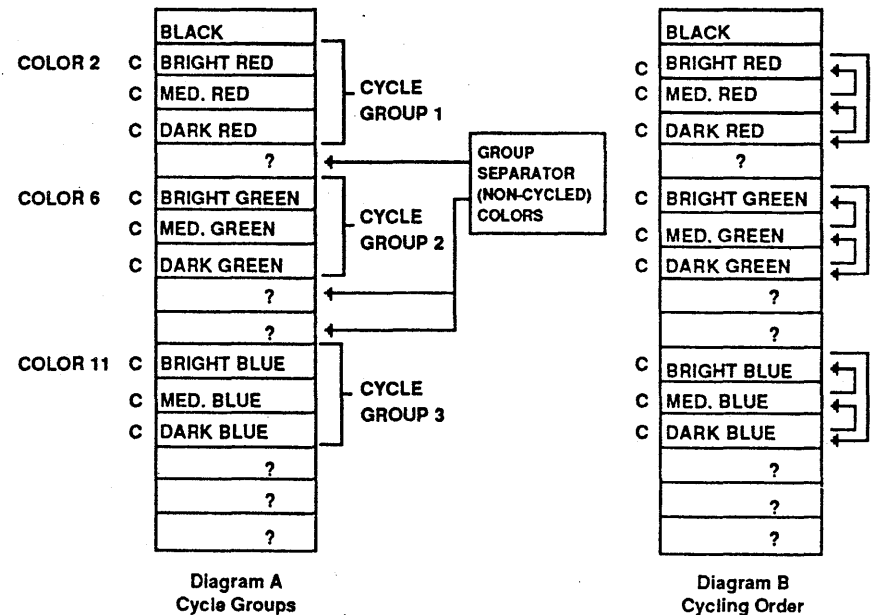 BLACK
COLOR 2 C BRIGHT RED
C MED. RED
C DARK RED
?
COLOR 6 C BRIGHT GREEN
C MED. GREEN
C DARK GREEN
?
?
COLOR 11 C BRIGHT BLUE
C MED. BLUE
C DARK BLUE
?
?
?
CYCLE
GROUP 1
CYCLE
GROUP 2
CYCLE
GROUP 3
GROUP
SEPARATOR
(NON-CYCLED)
COLORS
Diagram A
Cycle Groups
BLACK
C BRIGHT RED
C MED. RED
C DARK RED
?
C BRIGHT GREEN
C MED. GREEN
C DARK GREEN
?
?
C BRIGHT BLUE
C MED. BLUE
C DARK BLUE
?
?
?
Diagram B
Cycling Order